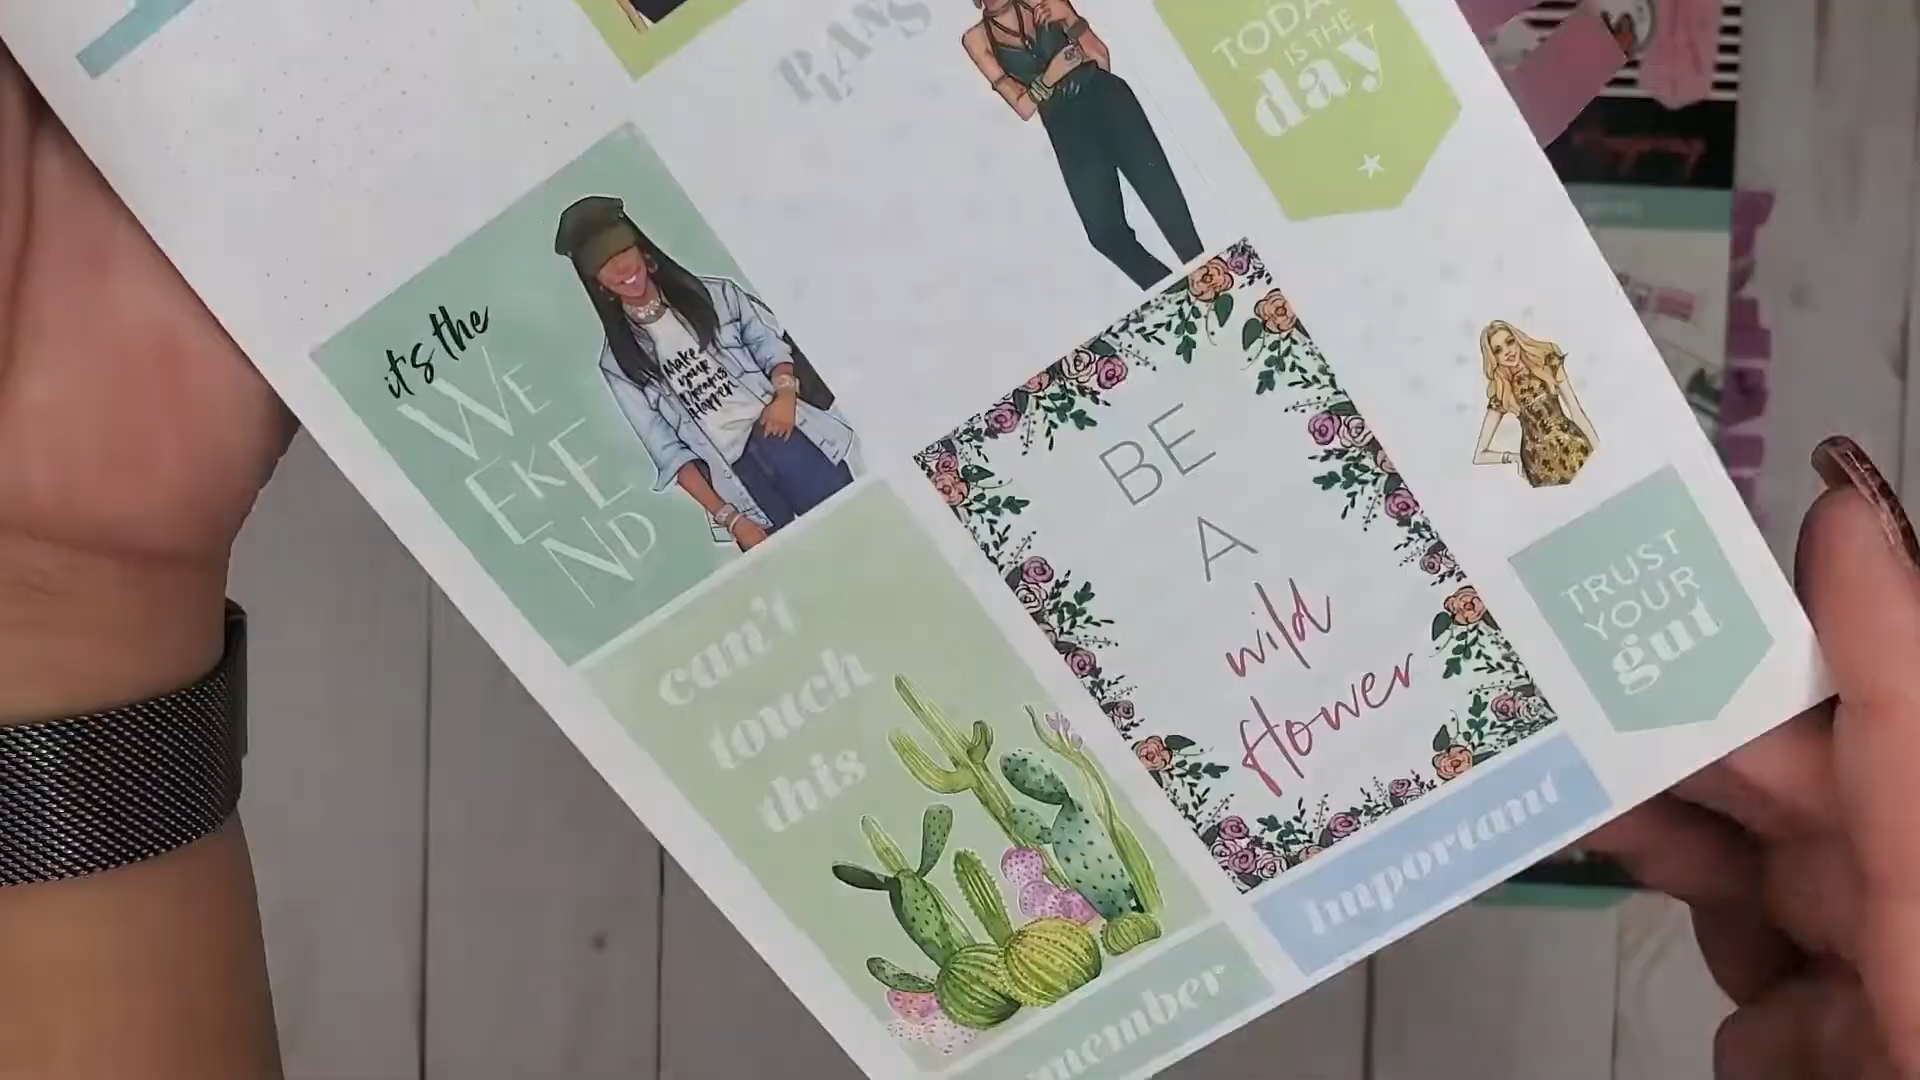 PLANS
TODAY
IS THE
day
it's the
WE
EKE
ND
Make
your
Dreams
Happen
BE
A
wild
flower
TRUST
YOUR
gut
can't
touch
this
important